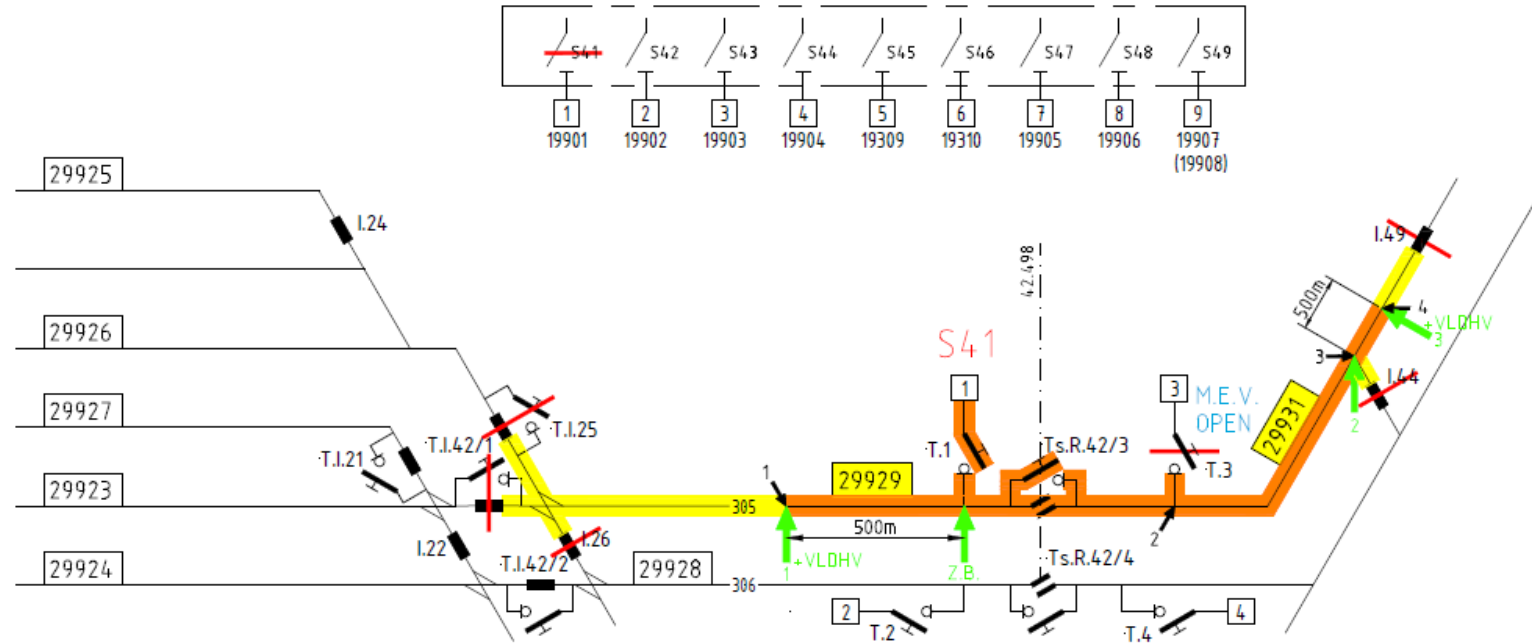 S41
S42
S43
S44
S45
S46
S47
S48
S49
1
2
3
4
5
6
7
8
9
19901
19902
19903
19904
19309
19310
19905
19906
19907
(19908)
29925
I.24
I.49
42.498
500m
4
+VLDHV
3
29926
S41
3
1
3
M.E.V.
OPEN
I.44
29927
T.I.25
T.I.42/1
T.I.21
T.1
Ts.R.42/3
T.3
29931
2
29923
1
29929
305
500m
2
I.22
I.26
29924
T.I.42/2
29928
306
1
+VLDHV
Z.B.
Ts.R.42/4
2
T.2
T.4
4